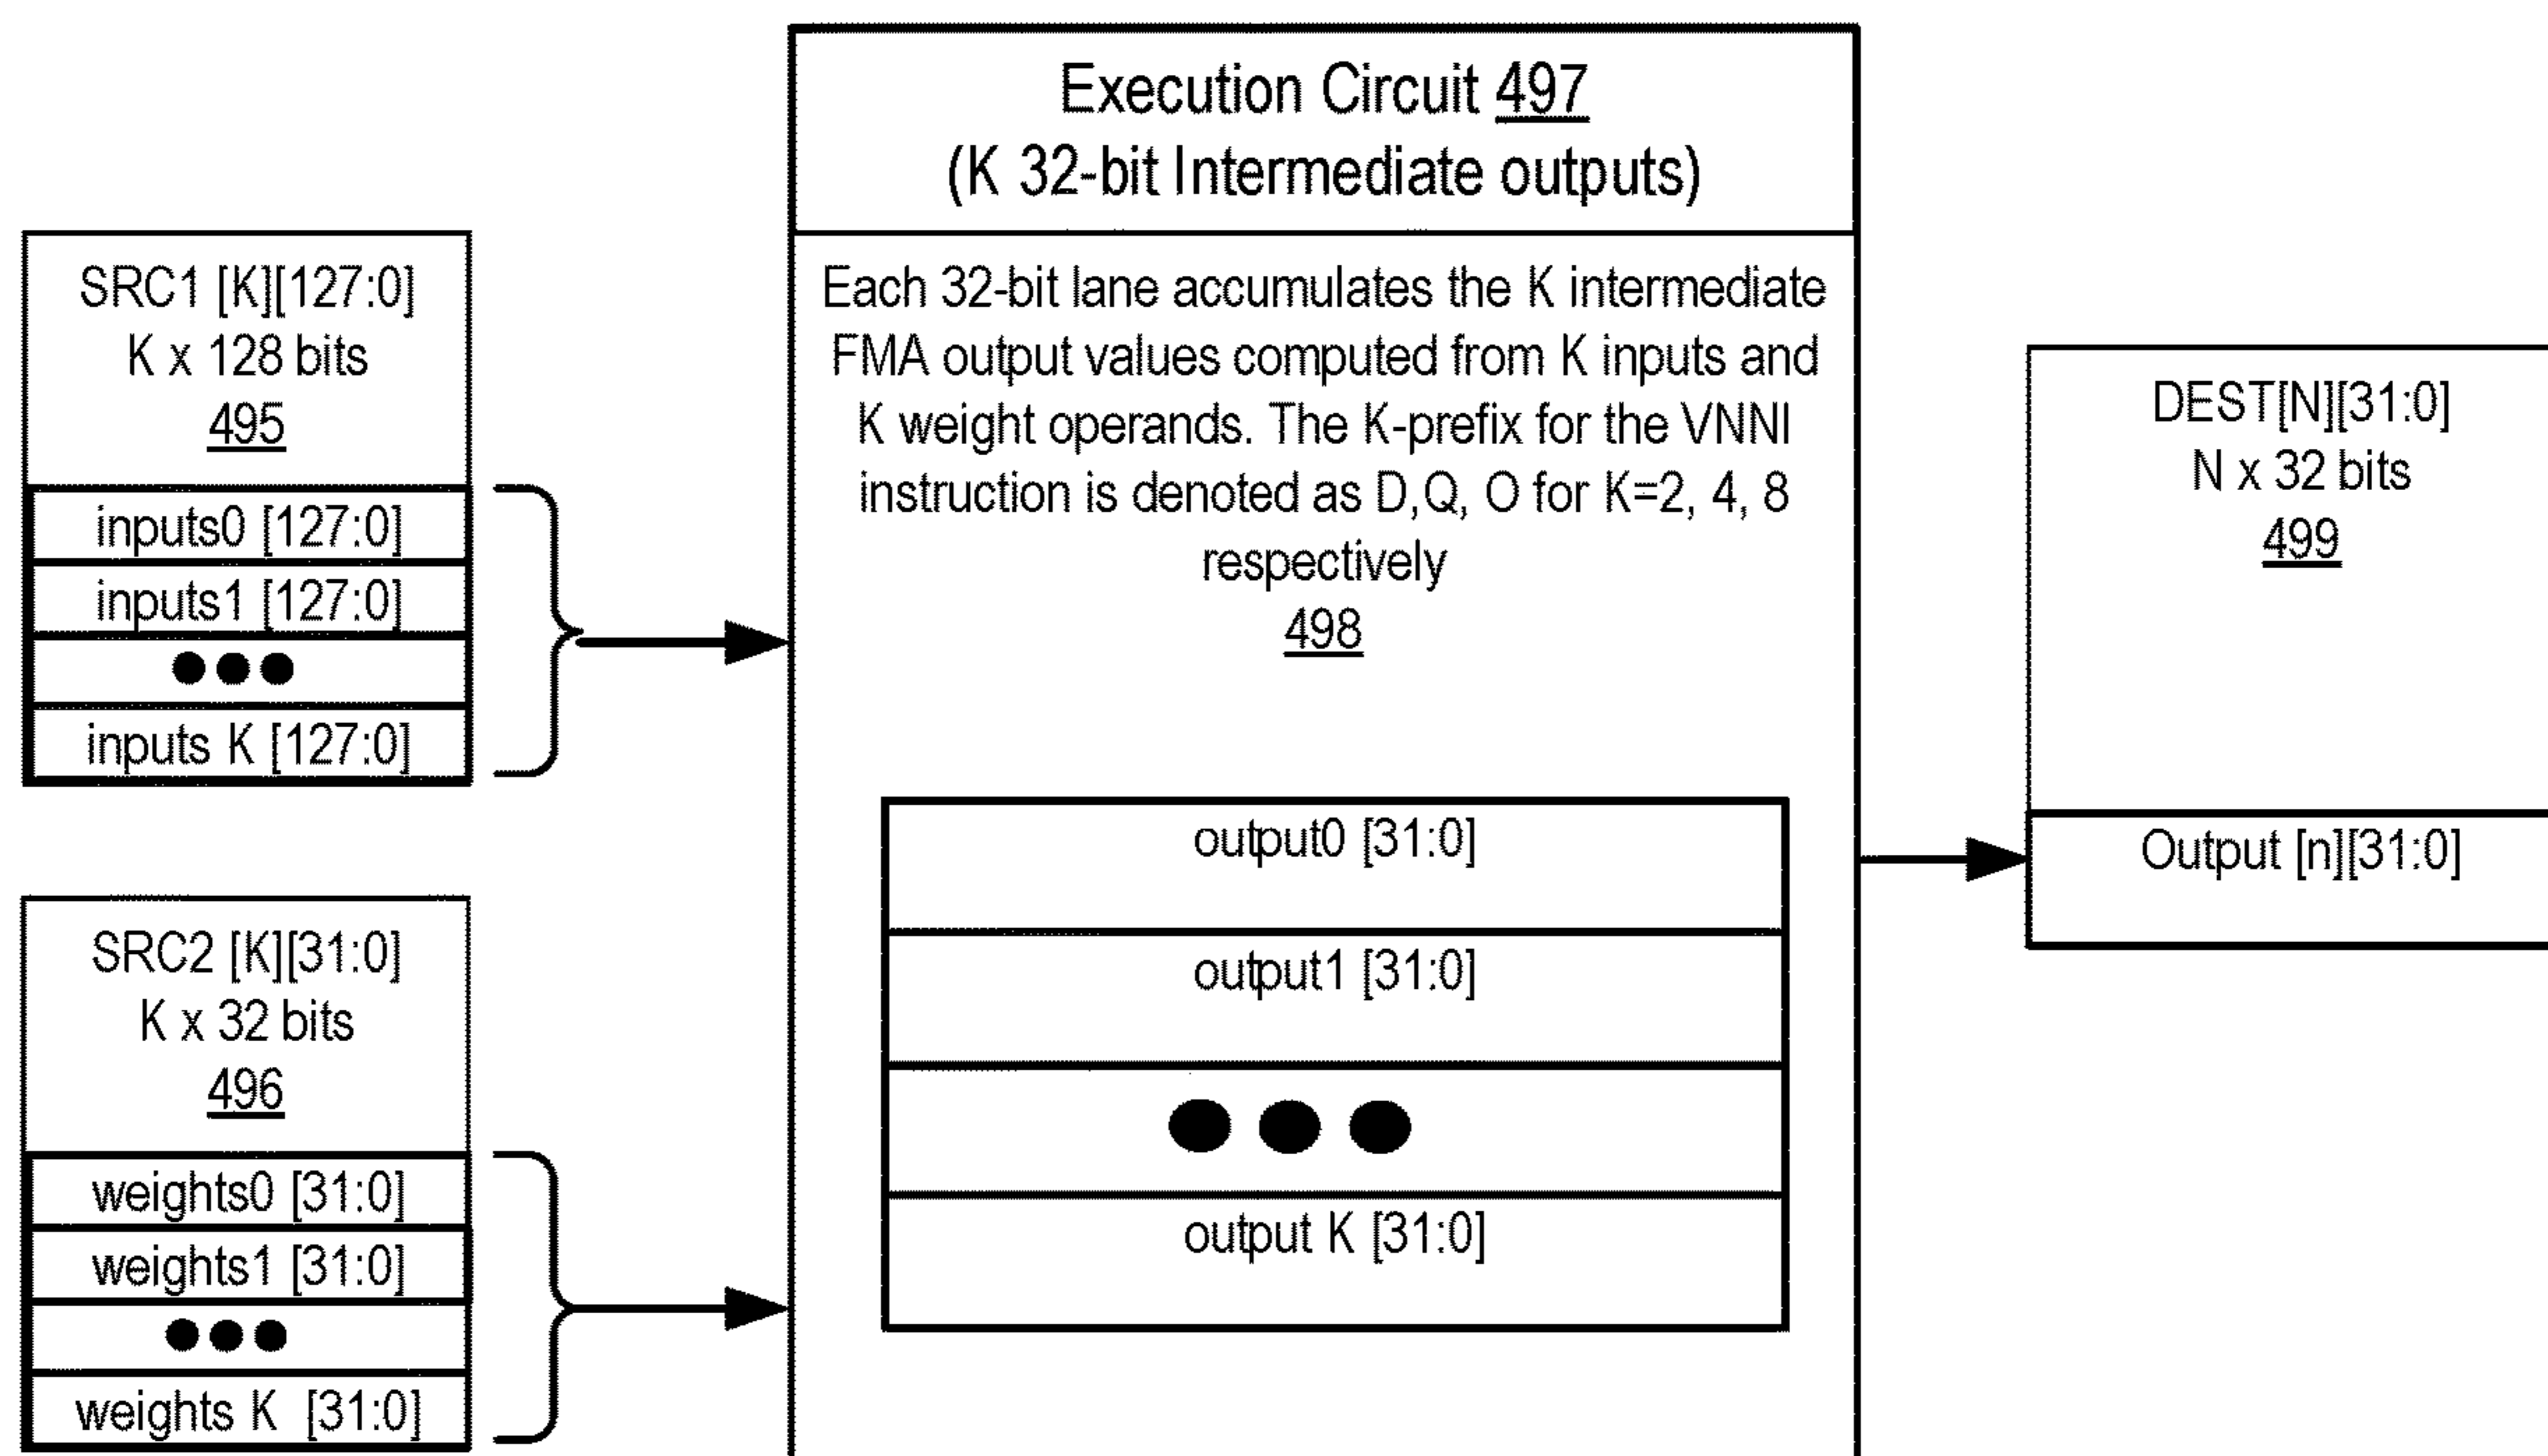 SRC1 [K][127:0]
K x 128 bits
495
inputs0 [127:0]
inputs1 [127:0]
inputs K [127:0]
SRC2 [K][31:0]
K x 32 bits
496
weights0 [31:0]
weights1 [31:0]
weights K [31:0]
Execution Circuit 497
(K 32-bit Intermediate outputs)
Each 32-bit lane accumulates the K intermediate
FMA output values computed from K inputs and
K weight operands. The K-prefix for the VNNI
instruction is denoted as D,Q, O for K=2, 4, 8
respectively
498
output0 [31:0]
output1 [31:0]
output K [31:0]
DEST[N][31:0]
N x 32 bits
499
Output [n][31:0]